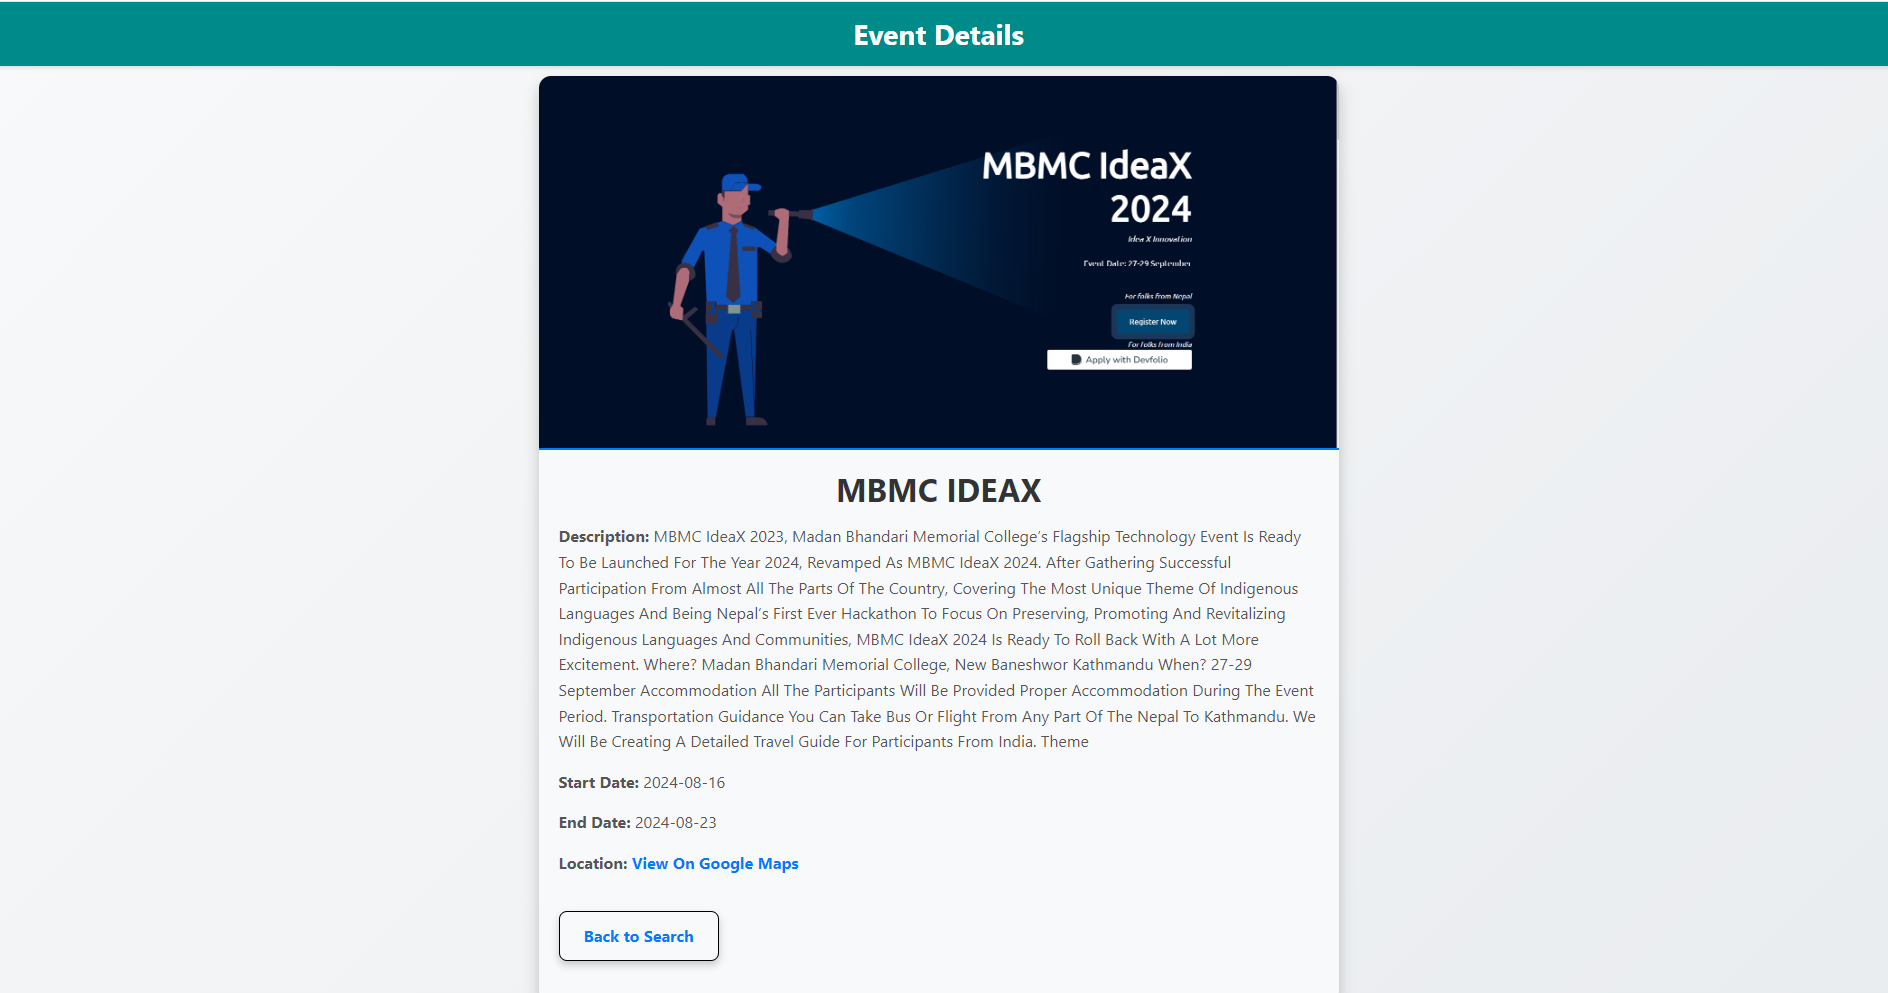 Event Details
MBMC IdeaX
2024
Idea X Innovation
Event Date: 27-29 September
For folks from Nepal
Register Now
For folks from India
Apply with Devfolio
MBMC IDEAX
Description: MBMC IdeaX 2023, Madan Bhandari Memorial College’s Flagship Technology Event Is Ready
To Be Launched For The Year 2024, Revamped As MBMC IdeaX 2024. After Gathering Successful
Participation From Almost All The Parts Of The Country, Covering The Most Unique Theme Of Indigenous
Languages And Being Nepal’s First Ever Hackathon To Focus On Preserving, Promoting And Revitalizing
Indigenous Languages And Communities, MBMC IdeaX 2024 Is Ready To Roll Back With A Lot More
Excitement. Where? Madan Bhandari Memorial College, New Baneshwor Kathmandu When? 27-29
September Accommodation All The Participants Will Be Provided Proper Accommodation During The Event
Period. Transportation Guidance You Can Take Bus Or Flight From Any Part Of The Nepal To Kathmandu. We
Will Be Creating A Detailed Travel Guide For Participants From India. Theme
Start Date: 2024-08-16
End Date: 2024-08-23
Location: View On Google Maps
Back to Search